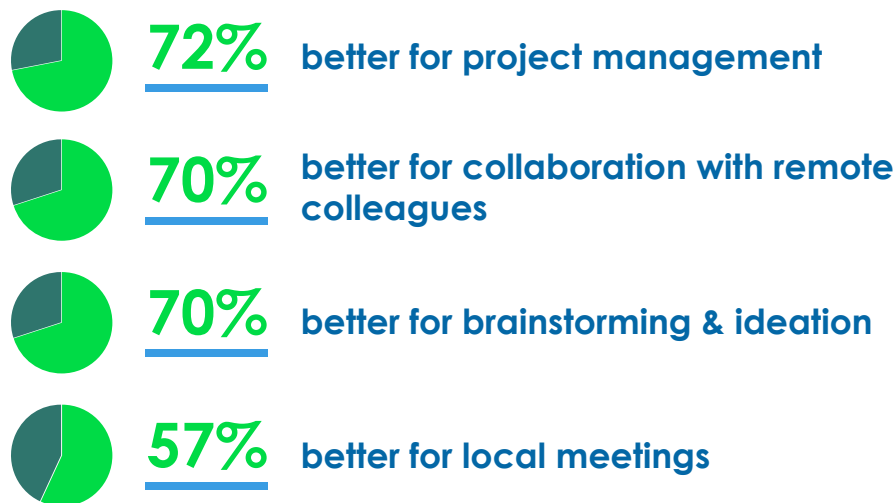 72%
better for project management
70%
better for collaboration with remote
colleagues
70%
better for brainstorming & ideation
57%
better for local meetings